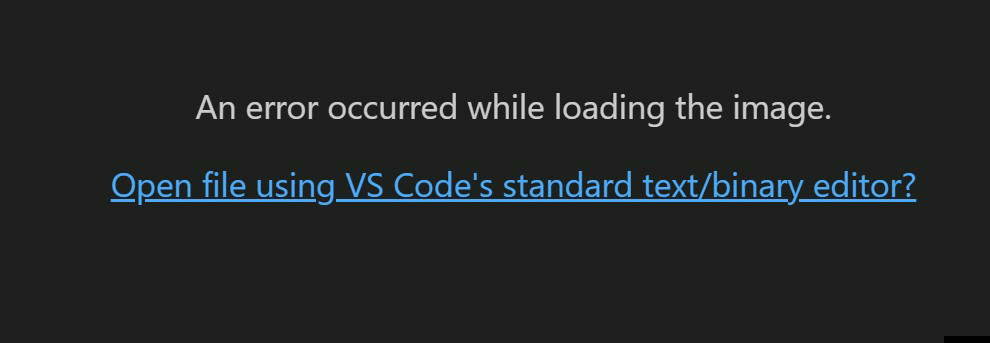 An error occurred while loading the image.
Open file using VS Code's standard text/binary editor?